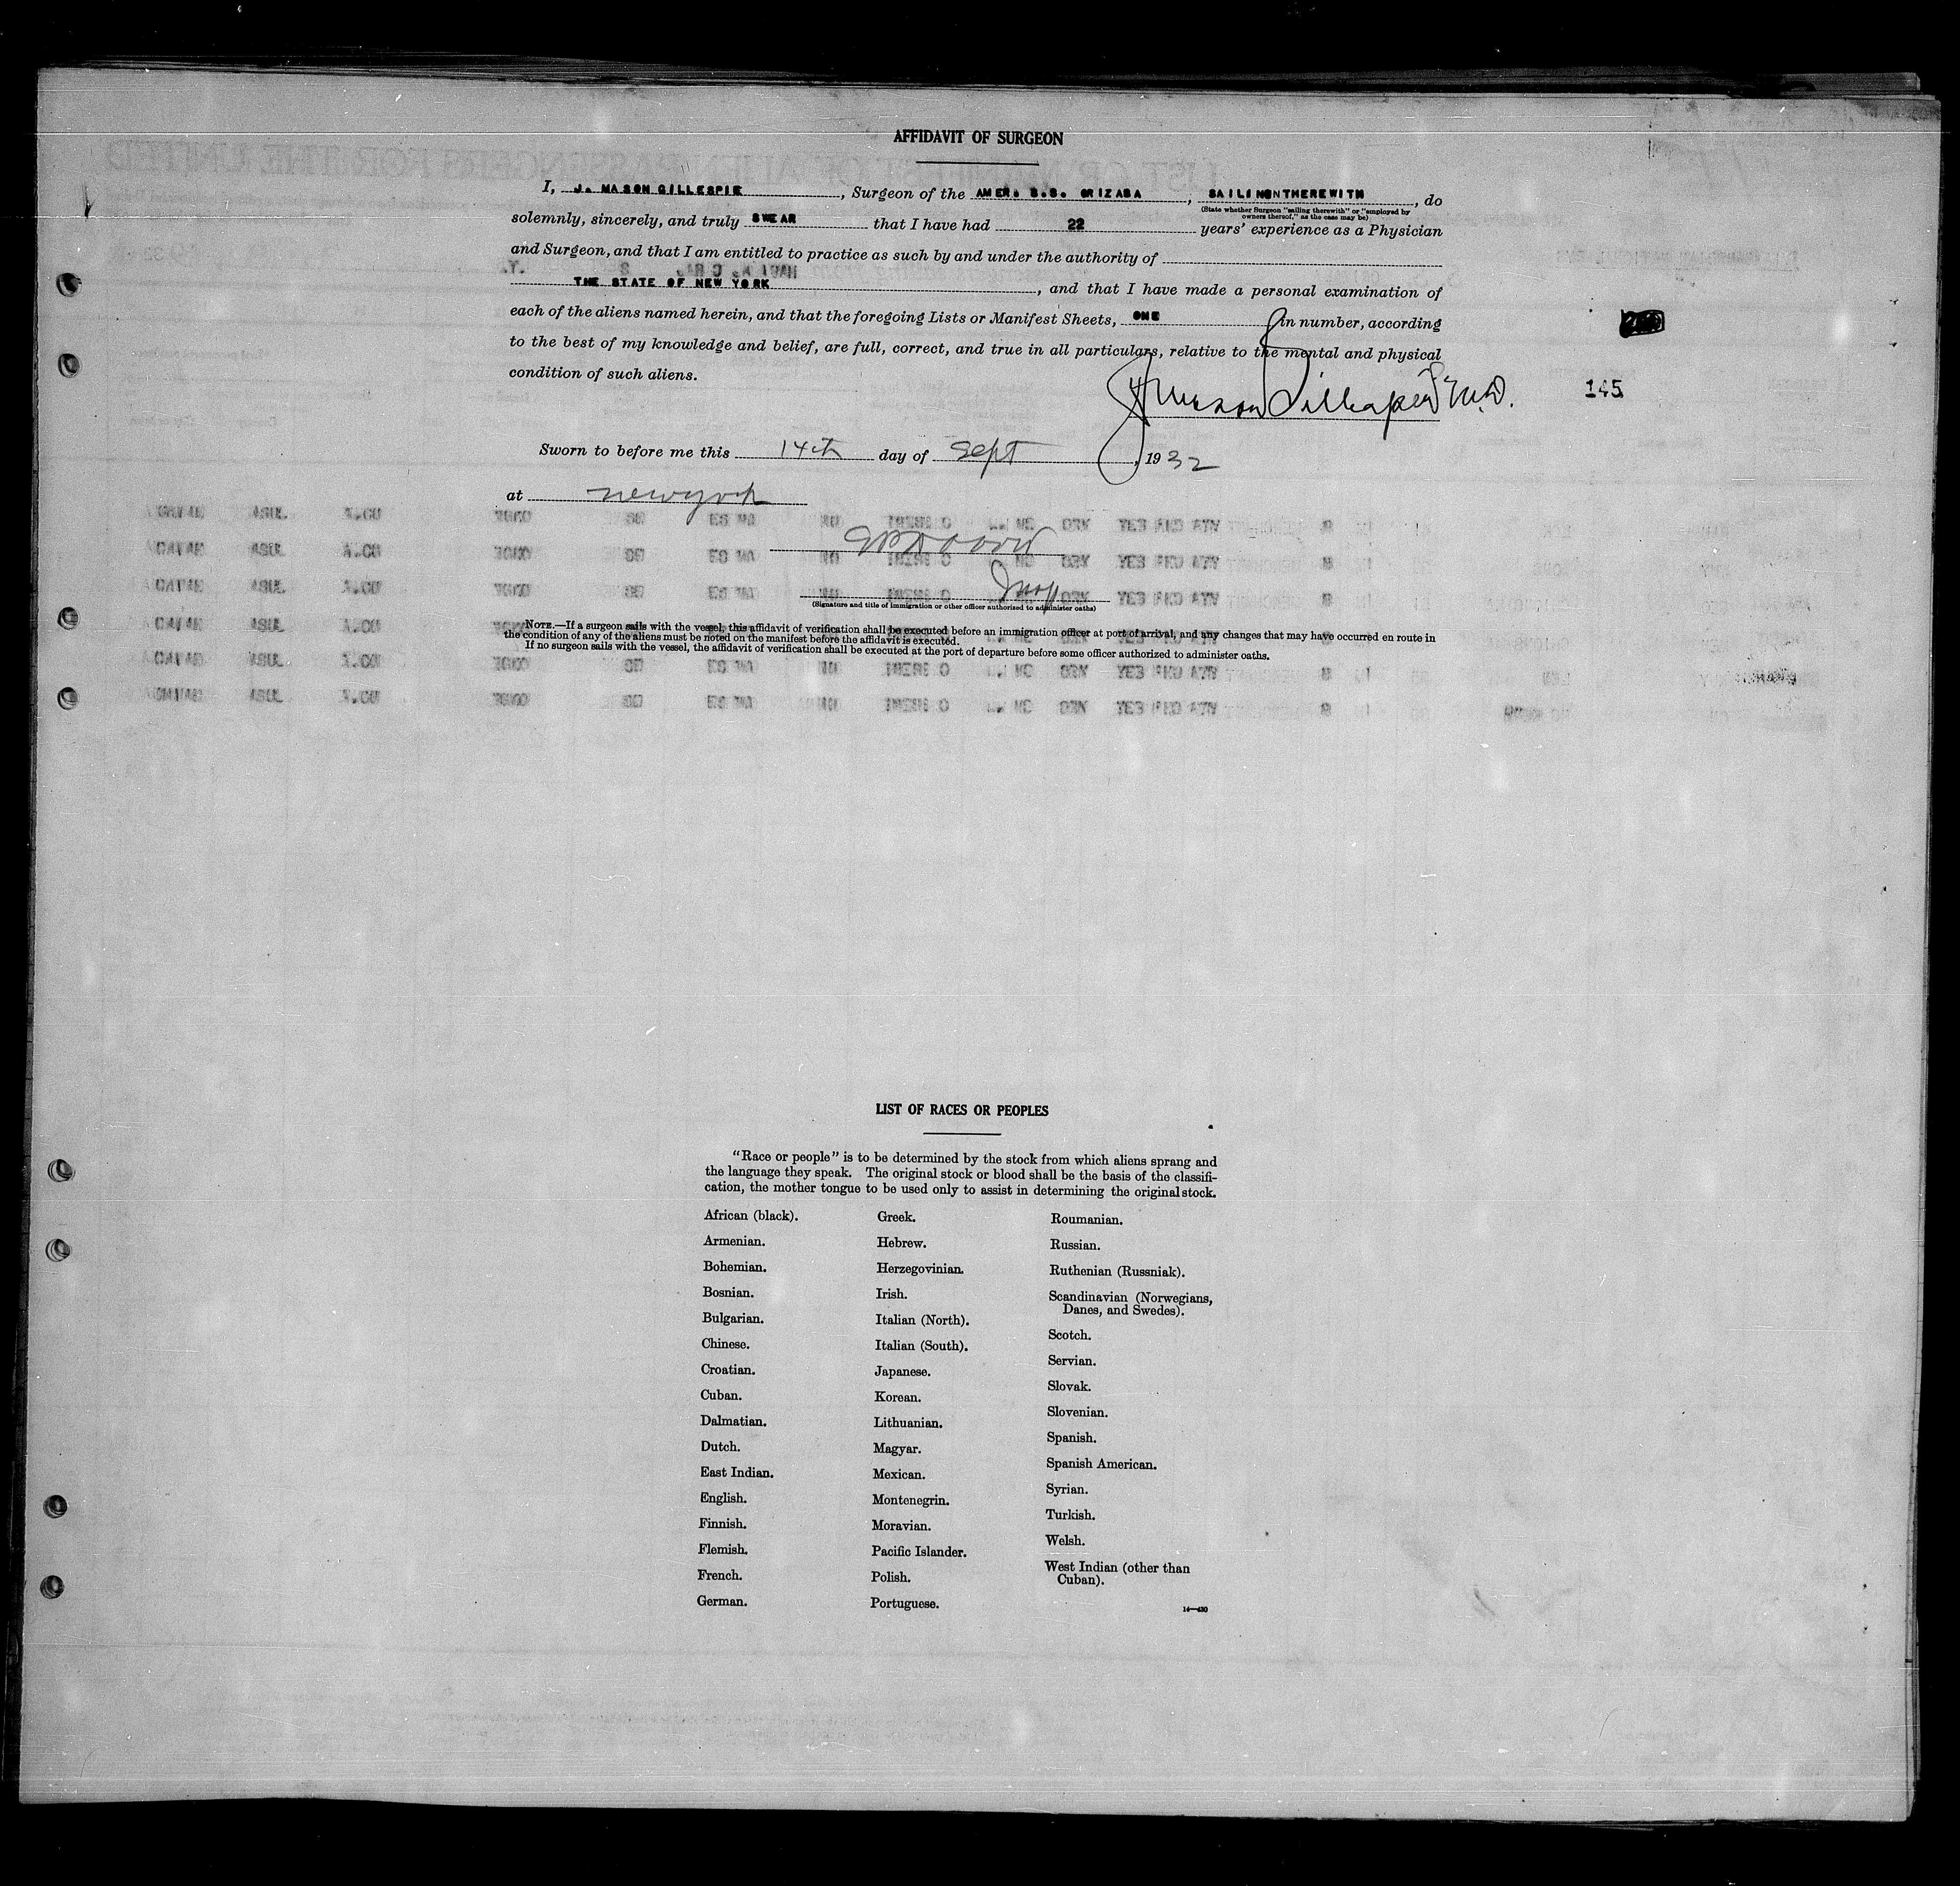 AFFIDAVIT OF SURGEON
I, J. MASON GILLESPIE, Surgeon of the AMER. S.S. ORIZABA, SAILING THEREWITH, do
(State whether Surgeon "sailing therewith" or "employed by
owners thereof," as the case may be)
solemnly, sincerely, and truly SWEAR that I have had 22 years' experience as a Physician
and Surgeon, and that I am entitled to practice as such by and under the authority of
THE STATE OF NEW YORK, and that I have made a personal examination of
each of the aliens named herein, and that the foregoing Lists or Manifest Sheets, ONE in number, according
to the best of my knowledge and belief, are full, correct, and true in all particulars, relative to the mental and physical
condition of such aliens.
J Mason Gillespie M.D.
145
Sworn to before me this 14th day of Sept, 1932
at New york
Insp
(Signature and title of immigration or other officer authorized to administer oaths)
NOTE.—If a surgeon sails with the vessel, this affidavit of verification shall be executed before an immigration officer at port of arrival, and any changes that may have occurred en route in
the condition of any of the aliens must be noted on the manifest before the affidavit is executed.
If no surgeon sails with the vessel, the affidavit of verification shall be executed at the port of departure before some officer authorized to administer oaths.
LIST OF RACES OR PEOPLES
"Race or people" is to be determined by the stock from which aliens sprang and
the language they speak. The original stock or blood shall be the basis of the classifi-
cation, the mother tongue to be used only to assist in determining the original stock.
African (black).
Armenian.
Bohemian.
Bosnian.
Bulgarian.
Chinese.
Croatian.
Cuban.
Dalmatian.
Dutch.
East Indian.
English.
Finnish.
Flemish.
French.
German.
Greek.
Hebrew.
Herzegovinian.
Irish.
Italian (North).
Italian (South).
Japanese.
Korean.
Lithuanian.
Magyar.
Mexican.
Montenegrin.
Moravian.
Pacific Islander.
Polish.
Portuguese.
Roumanian.
Russian.
Ruthenian (Russniak).
Scandinavian (Norwegians,
Danes, and Swedes).
Scotch.
Servian.
Slovak.
Slovenian.
Spanish.
Spanish American.
Syrian.
Turkish.
Welsh.
West Indian (other than
Cuban).
14—430